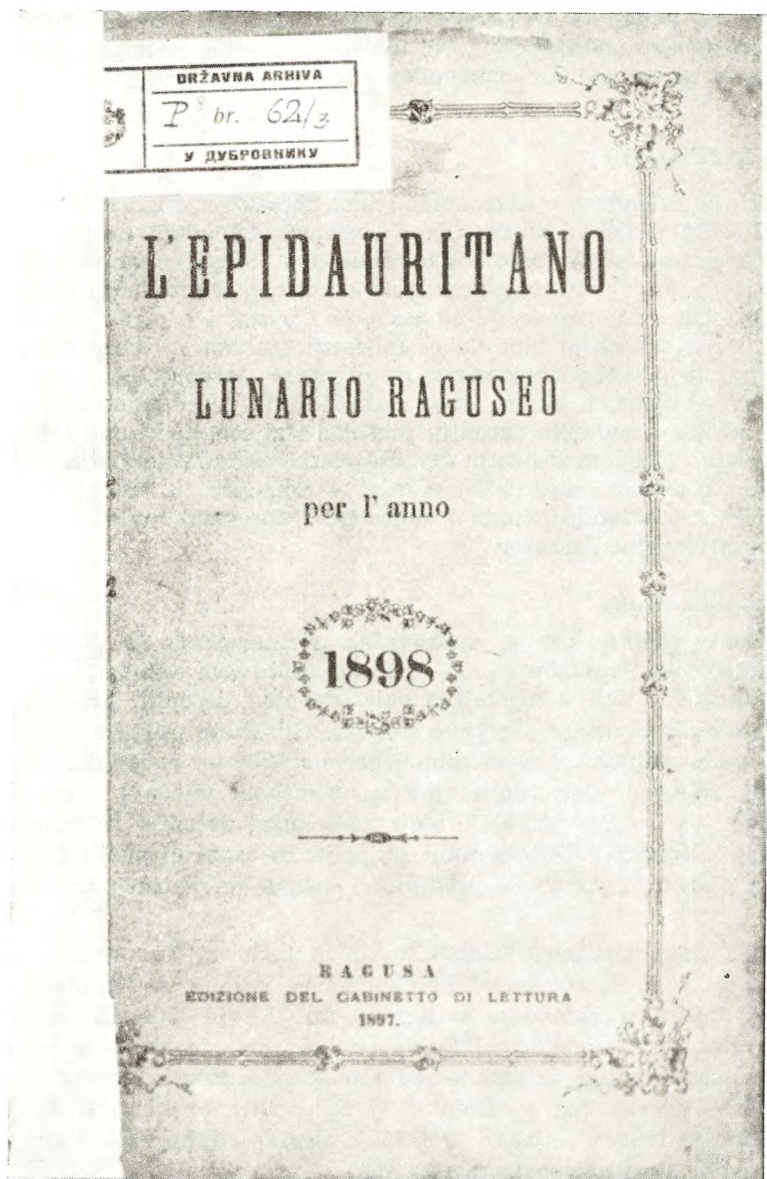 DRŽAVNA ARHIVA
P br. 62/3
У ДУБРОВНИКУ
L'EPIDAURITANO
LUNARIO RAGUSEO
per l'anno
1898
RAGUSA
EDIZIONE DEL GABINETTO DI LETTURA
1897.